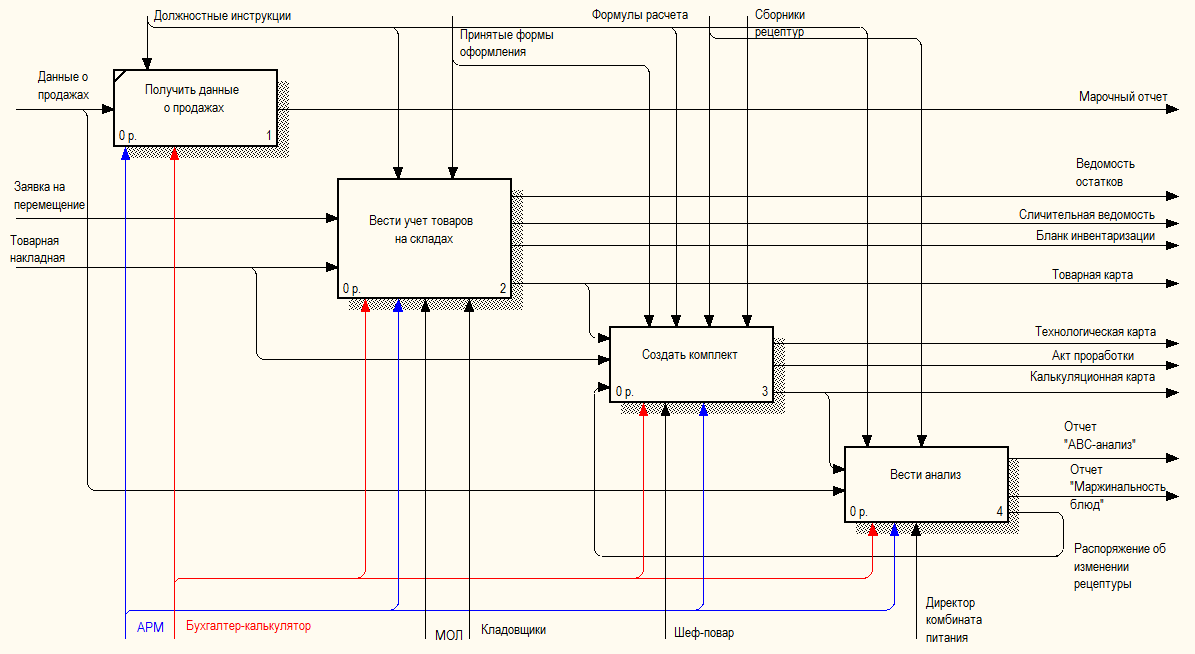 Должностные инструкции
Формулы расчета
Сборники
рецептур
Принятые формы
оформления
Данные о
продажах
Получить данные
о продажах
0 р.
1
Марочный отчет
Заявка на
перемещение
Товарная
накладная
Вести учет товаров
на складах
0 р.
2
Ведомость
остатков
Сличительная ведомость
Бланк инвентаризации
Товарная карта
Создать комплект
0 р.
3
Технологическая карта
Акт проработки
Калькуляционная карта
Вести анализ
0 р.
4
Отчет
"АВС-анализ"
Отчет
"Маржинальность
блюд"
Распоряжение об
изменении
рецептуры
АРМ
Бухгалтер-калькулятор
МОЛ
Кладовщики
Шеф-повар
Директор
комбината
питания